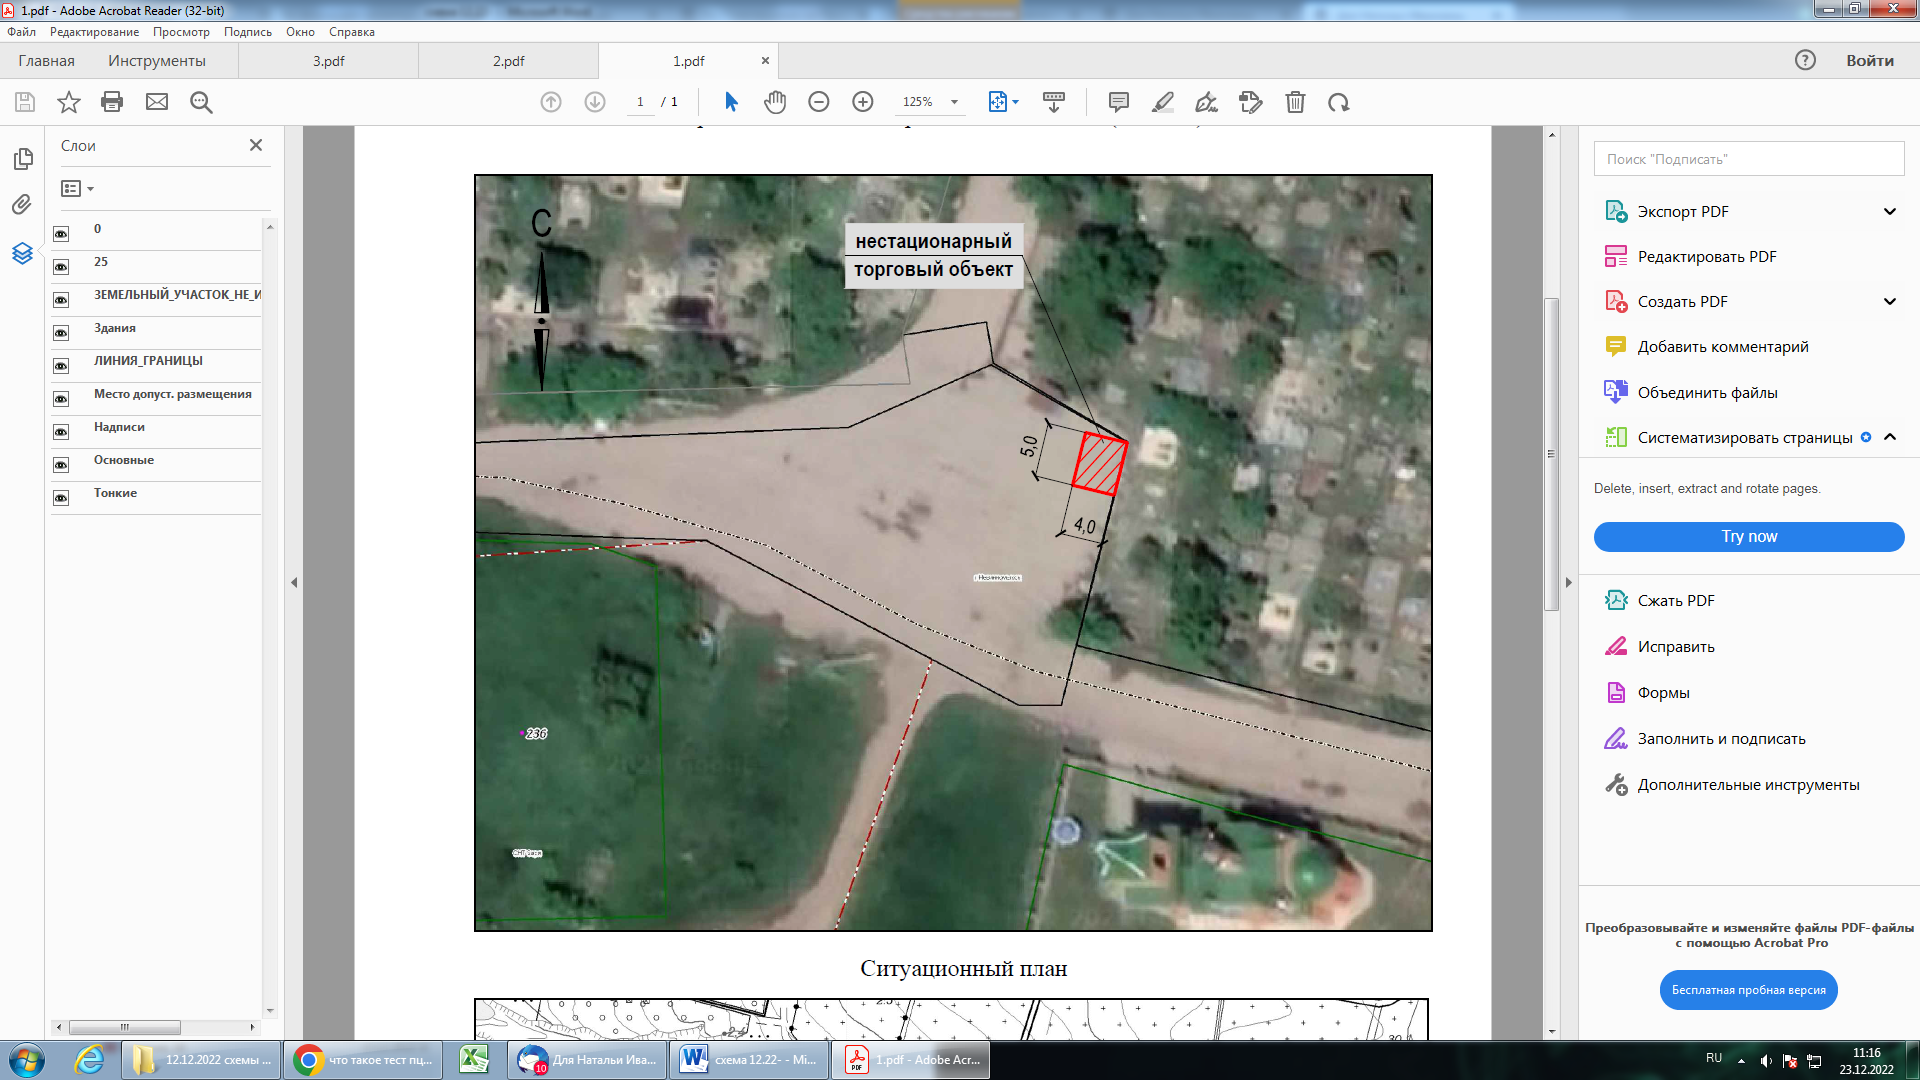 1.pdf - Adobe Acrobat Reader (32-bit)
Файл Редактирование Просмотр Подпись Окно Справка
Главная Инструменты 3.pdf 2.pdf 1.pdf Войти
1 / 1 125%
Слои
0
25
ЗЕМЕЛЬНЫЙ_УЧАСТОК_НЕ_И
Здания
ЛИНИЯ_ГРАНИЦЫ
Место допуст. размещения
Надписи
Основные
Тонкие
С
нестационарный
торговый объект
5,0
4,0
г Невинномысск
236
СНТ Заря
Ситуационный план
Поиск "Подписать"
Экспорт PDF
Редактировать PDF
Создать PDF
Добавить комментарий
Объединить файлы
Систематизировать страницы
Delete, insert, extract and rotate pages.
Try now
Сжать PDF
Исправить
Формы
Заполнить и подписать
Дополнительные инструменты
Преобразовывайте и изменяйте файлы PDF-файлы
с помощью Acrobat Pro
Бесплатная пробная версия
12.12.2022 схемы ...
что такое тест пц...
10
Для Натальи Ива...
схема 12.22- - Mi...
1.pdf - Adobe Acr...
RU
11:16
23.12.2022